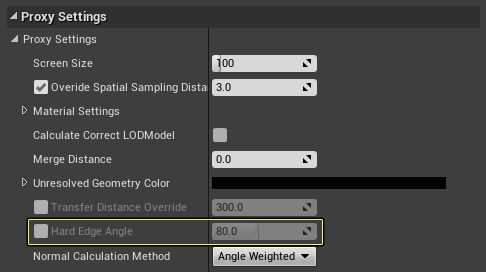 Proxy Settings
Proxy Settings
Screen Size 100
Overide Spatial Sampling Distan 3.0
Material Settings
Calculate Correct LODModel
Merge Distance 0.0
Unresolved Geometry Color
Transfer Distance Override 300.0
Hard Edge Angle 80.0
Normal Calculation Method Angle Weighted